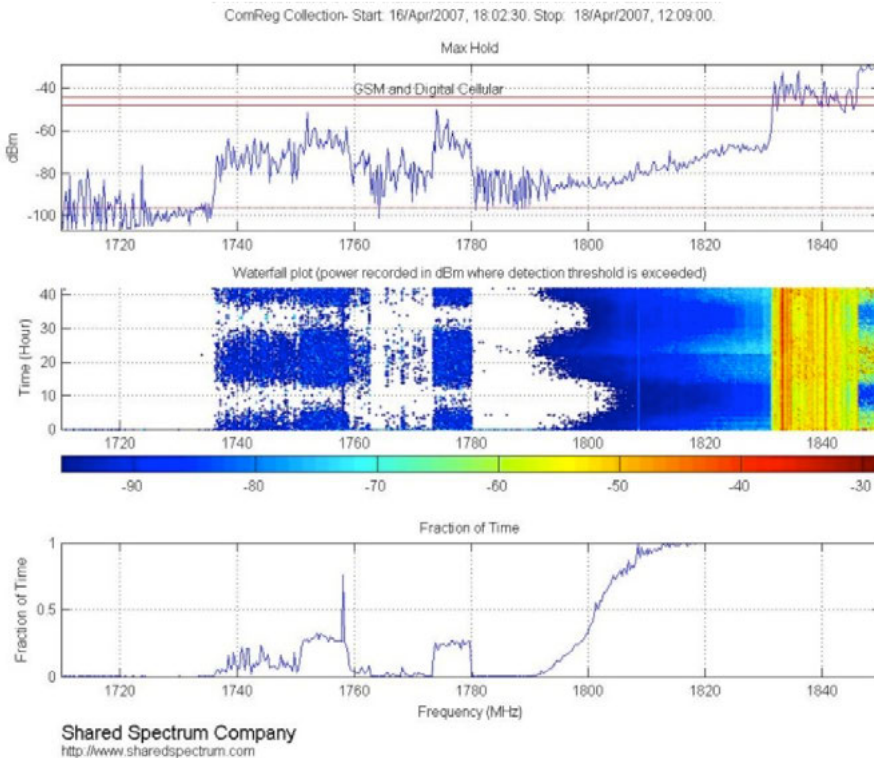 ComReg Collection- Start: 16/Apr/2007, 18:02:30. Stop: 18/Apr/2007, 12:09:00.
Max Hold
GSM and Digital Cellular
-40
-60
-80
-100
dBm
1720 1740 1760 1780 1800 1820 1840
Waterfall plot (power recorded in dBm where detection threshold is exceeded)
40
30
20
10
0
Time (Hour)
1720 1740 1760 1780 1800 1820 1840
-90 -80 -70 -60 -50 -40 -30
Fraction of Time
1
0.5
0
Fraction of Time
1720 1740 1760 1780 1800 1820 1840
Frequency (MHz)
Shared Spectrum Company
http://www.sharedspectrum.com